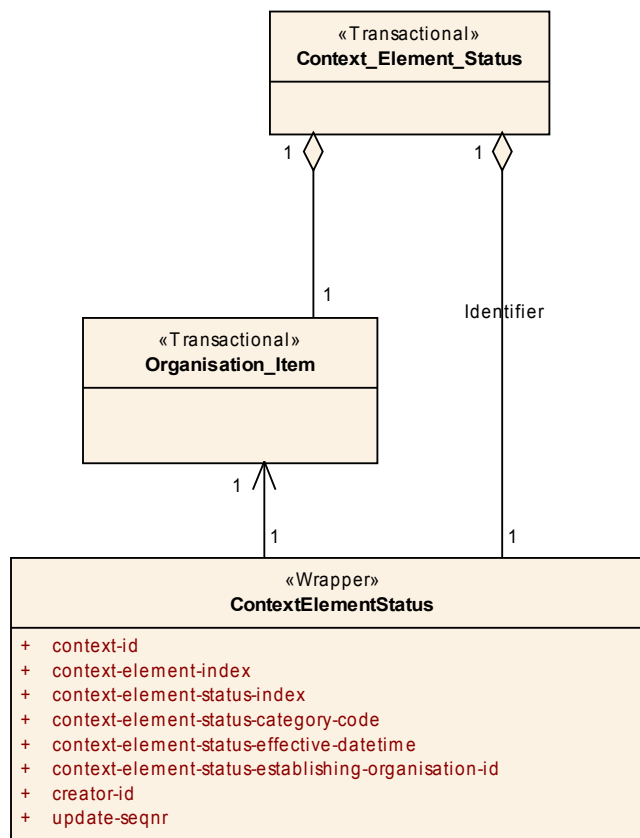 «Transactional»
Context_Element_Status
1
1
1
Identifier
«Transactional»
Organisation_Item
1
1
1
«Wrapper»
ContextElementStatus
+ context-id
+ context-element-index
+ context-element-status-index
+ context-element-status-category-code
+ context-element-status-effective-datetime
+ context-element-status-establishing-organisation-id
+ creator-id
+ update-seqnr